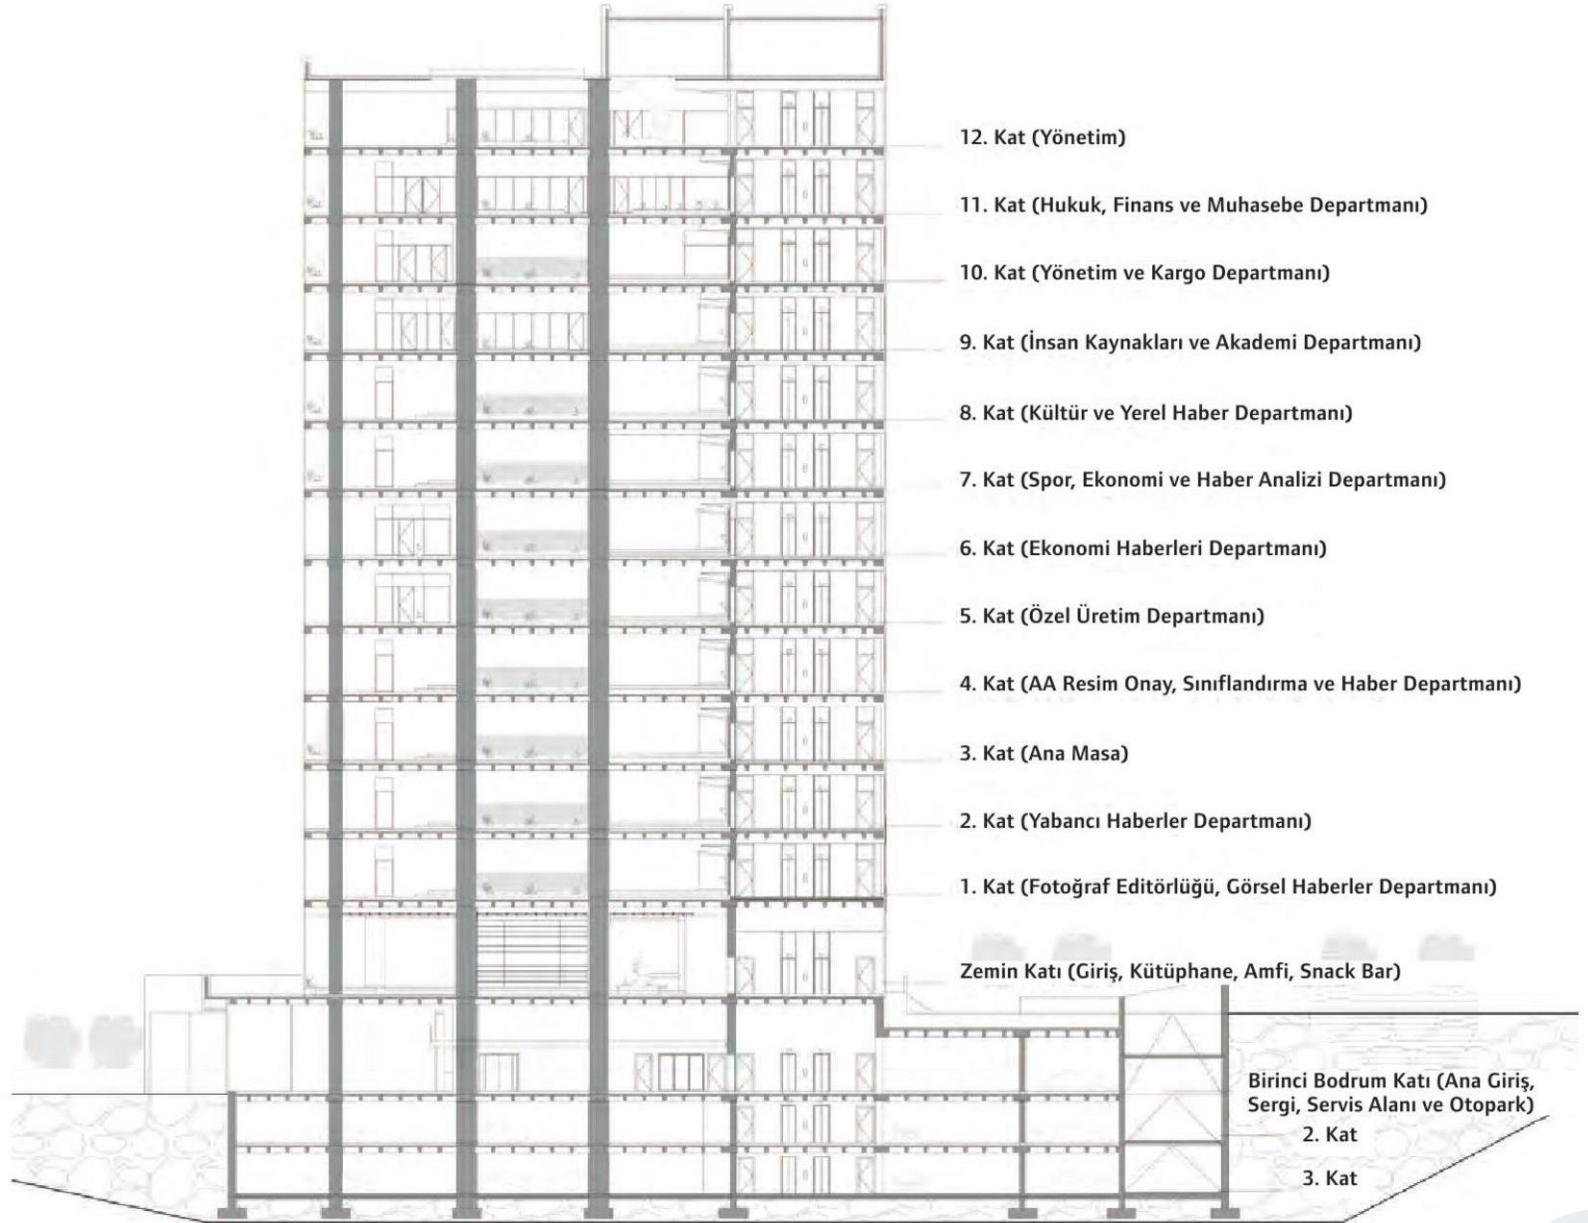 12. Kat (Yönetim)
11. Kat (Hukuk, Finans ve Muhasebe Departmanı)
10. Kat (Yönetim ve Kargo Departmanı)
9. Kat (İnsan Kaynakları ve Akademi Departmanı)
8. Kat (Kültür ve Yerel Haber Departmanı)
7. Kat (Spor, Ekonomi ve Haber Analizi Departmanı)
6. Kat (Ekonomi Haberleri Departmanı)
5. Kat (Özel Üretim Departmanı)
4. Kat (AA Resim Onay, Sınıflandırma ve Haber Departmanı)
3. Kat (Ana Masa)
2. Kat (Yabancı Haberler Departmanı)
1. Kat (Fotoğraf Editörlüğü, Görsel Haberler Departmanı)
Zemin Katı (Giriş, Kütüphane, Amfi, Snack Bar)
Birinci Bodrum Katı (Ana Giriş,
Sergi, Servis Alanı ve Otopark)
2. Kat
3. Kat